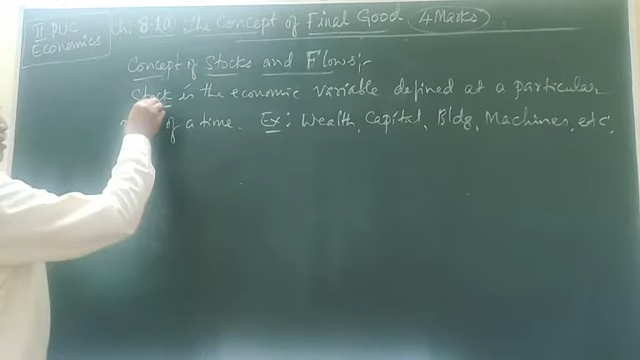 II PUC
Economics
Ch. 8.1a The Concept of Final Good 4 Marks
Concept of Stocks and Flows;-
Stock is the economic variable defined at a particular
of a time. Ex: Wealth, Capital, Bldg, Machines, etc.